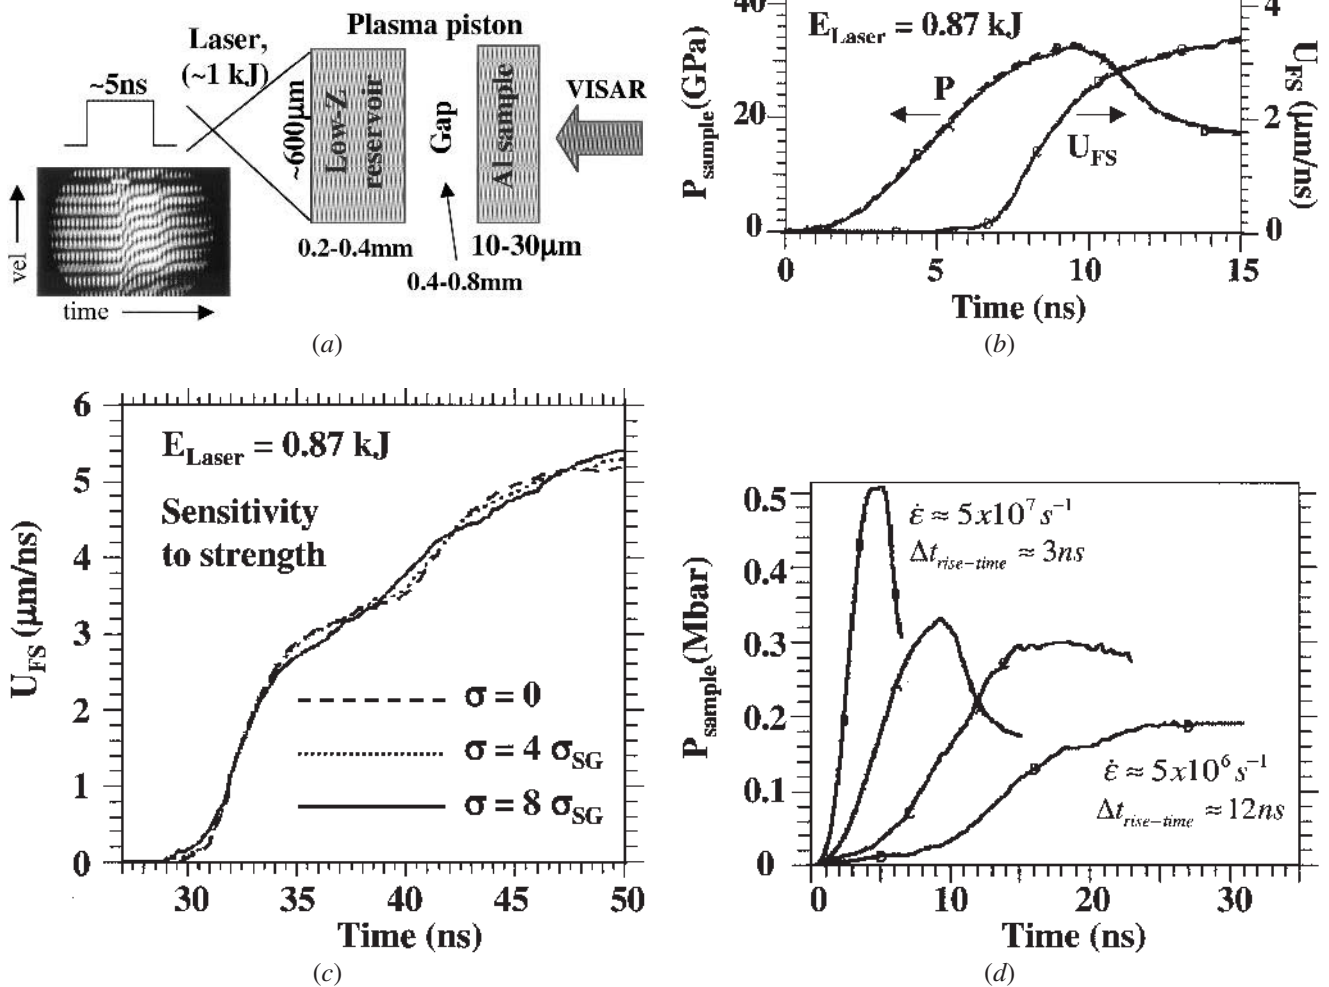 Plasma piston
Laser,
(~1 kJ)
~5ns
~600μm
Low-Z
reservoir
Gap
Al sample
VISAR
vel
time
0.2-0.4mm
10-30μm
0.4-0.8mm
(a)
E_Laser = 0.87 kJ
P_sample (GPa)
40
20
0
P
U_FS
U_FS (μm/ns)
4
2
0
0 5 10 15
Time (ns)
(b)
E_Laser = 0.87 kJ
Sensitivity
to strength
U_FS (μm/ns)
6
5
4
3
2
1
0
σ = 0
σ = 4 σ_SG
σ = 8 σ_SG
30 35 40 45 50
Time (ns)
(c)
P_sample (Mbar)
0.5
0.4
0.3
0.2
0.1
0
ε̇ ≈ 5x10⁷ s⁻¹
Δt_rise-time ≈ 3ns
ε̇ ≈ 5x10⁶ s⁻¹
Δt_rise-time ≈ 12ns
0 10 20 30
Time (ns)
(d)